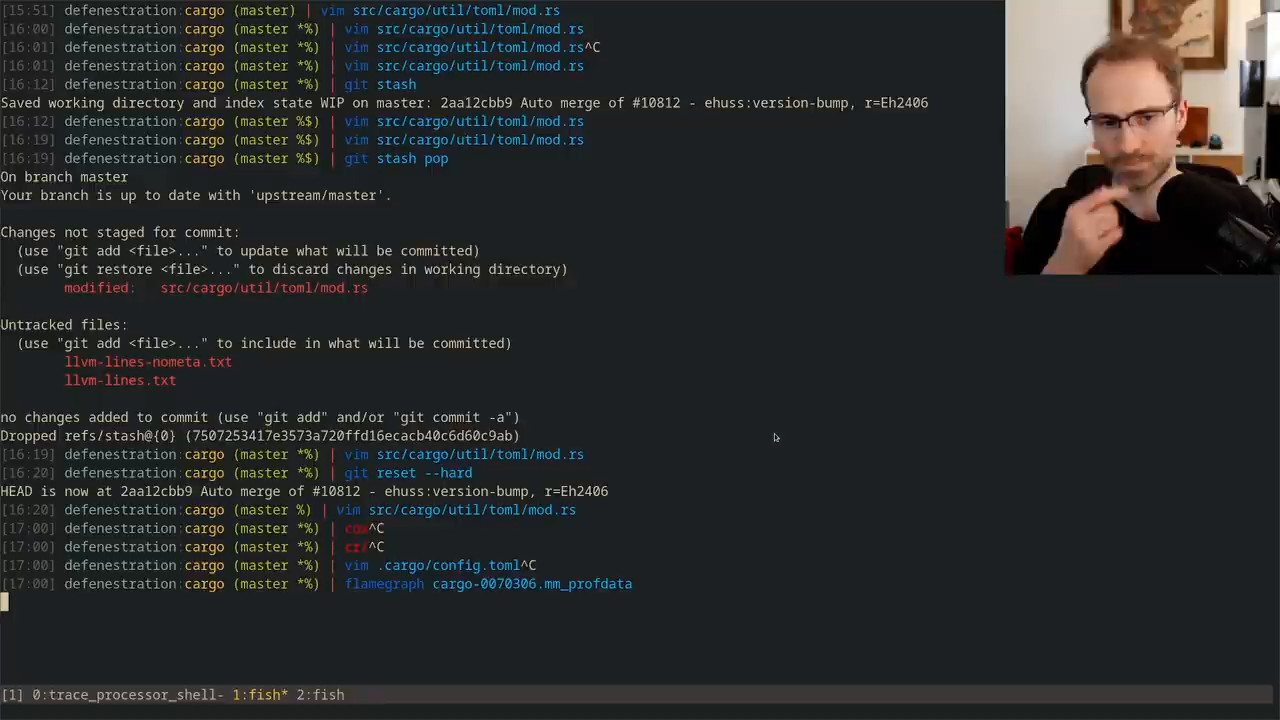 [15:51] defenestration:cargo (master) | vim src/cargo/util/toml/mod.rs
[16:00] defenestration:cargo (master *%) | vim src/cargo/util/toml/mod.rs
[16:01] defenestration:cargo (master *%) | vim src/cargo/util/toml/mod.rs^C
[16:01] defenestration:cargo (master *%) | vim src/cargo/util/toml/mod.rs
[16:12] defenestration:cargo (master *%) | git stash
Saved working directory and index state WIP on master: 2aa12cbb9 Auto merge of #10812 - ehuss:version-bump, r=Eh2406
[16:12] defenestration:cargo (master %$) | vim src/cargo/util/toml/mod.rs
[16:19] defenestration:cargo (master %$) | vim src/cargo/util/toml/mod.rs
[16:19] defenestration:cargo (master %$) | git stash pop
On branch master
Your branch is up to date with 'upstream/master'.
Changes not staged for commit:
(use "git add <file>..." to update what will be committed)
(use "git restore <file>..." to discard changes in working directory)
modified:   src/cargo/util/toml/mod.rs
Untracked files:
(use "git add <file>..." to include in what will be committed)
llvm-lines-nometa.txt
llvm-lines.txt
no changes added to commit (use "git add" and/or "git commit -a")
Dropped refs/stash@{0} (7507253417e3573a720ffd16ecacb40c6d60c9ab)
[16:19] defenestration:cargo (master *%) | vim src/cargo/util/toml/mod.rs
[16:20] defenestration:cargo (master *%) | git reset --hard
HEAD is now at 2aa12cbb9 Auto merge of #10812 - ehuss:version-bump, r=Eh2406
[16:20] defenestration:cargo (master %) | vim src/cargo/util/toml/mod.rs
[17:00] defenestration:cargo (master *%) | ^C
[17:00] defenestration:cargo (master *%) | ^C
[17:00] defenestration:cargo (master *%) | vim .cargo/config.toml^C
[17:00] defenestration:cargo (master *%) | flamegraph cargo-0070306.mm_profdata
[1] 0:trace_processor_shell- 1:fish* 2:fish